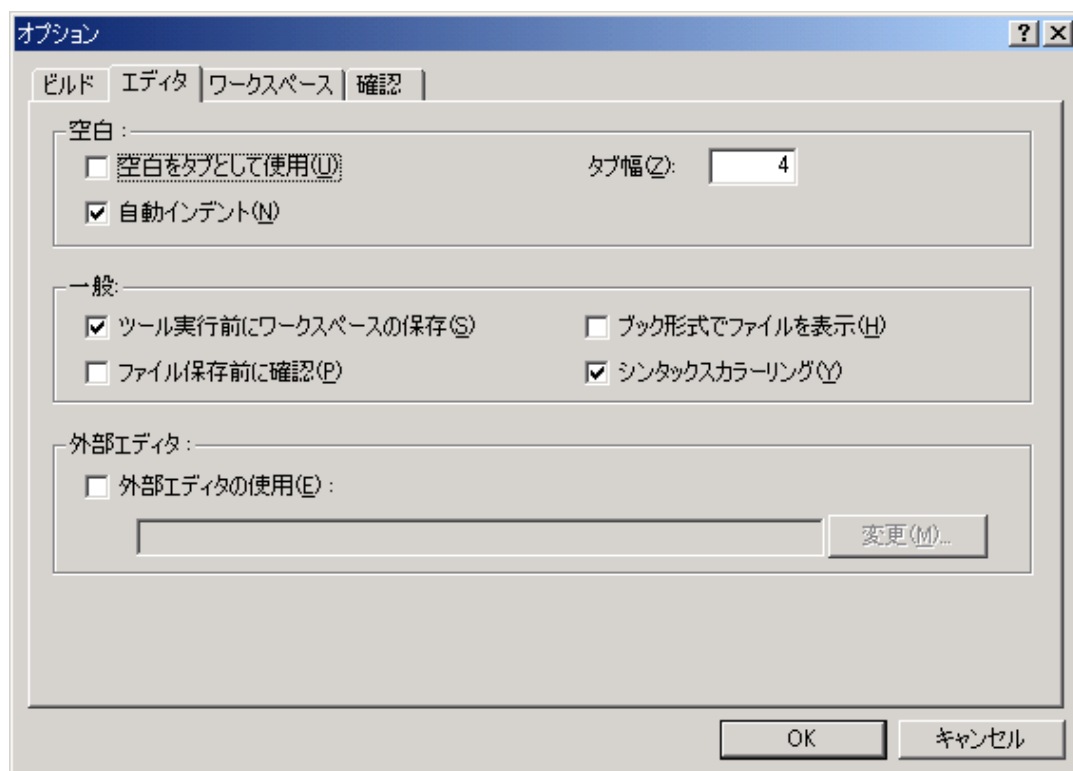 オプション
ビルド エディタ ワークスペース 確認
空白 :
空白をタブとして使用(U) タブ幅(Z): 4
自動インデント(N)
一般:
ツール実行前にワークスペースの保存(S) ブック形式でファイルを表示(H)
ファイル保存前に確認(P) シンタックスカラーリング(Y)
外部エディタ :
外部エディタの使用(E) :
変更(M)...
OK キャンセル